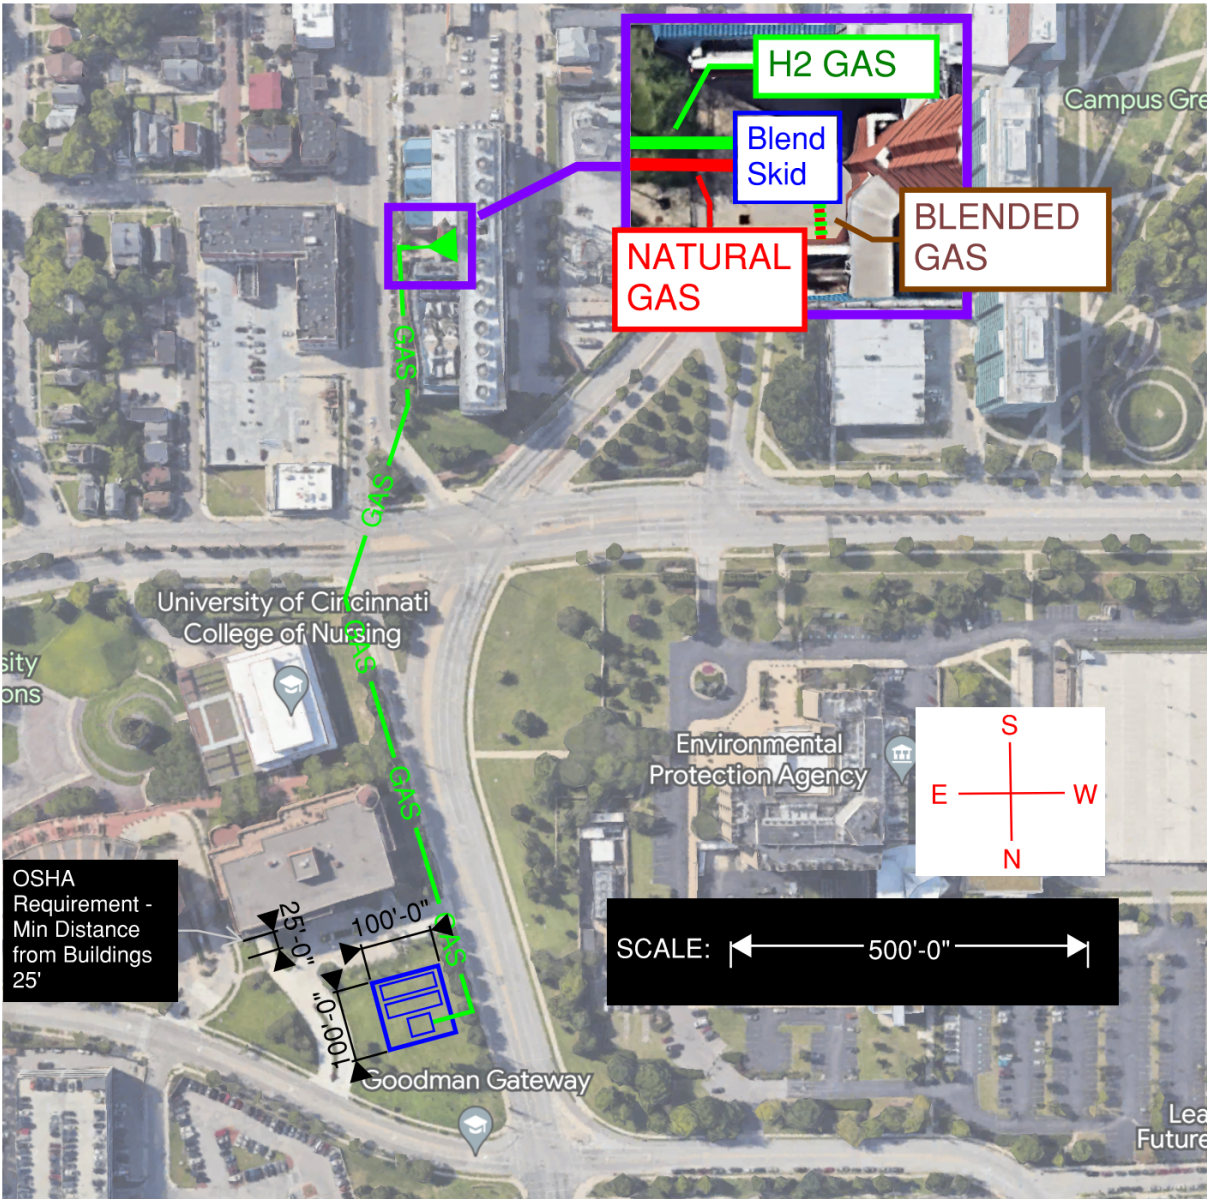 Campus Gre
H2 GAS
Blend
Skid
BLENDED
GAS
NATURAL
GAS
GAS
GAS
University of Cincinnati
College of Nursing
GAS
sity
ons
S
E
W
N
Environmental
Protection Agency
GAS
OSHA
Requirement -
Min Distance
from Buildings
25'
25'-0"
100'-0"
GAS
SCALE:
500'-0"
100'-0"
Goodman Gateway
Lea
Future